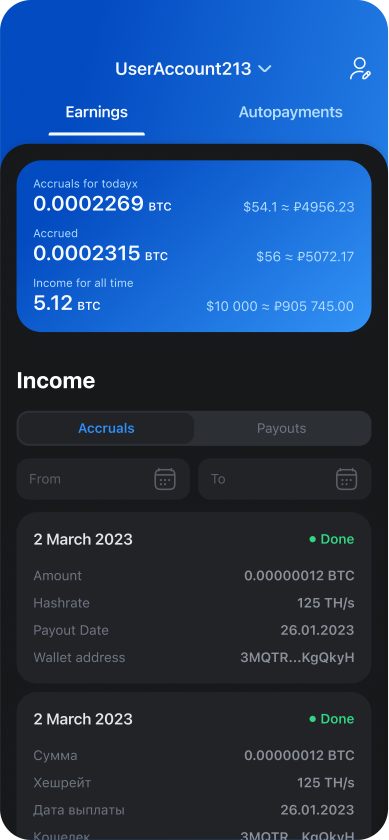 UserAccount213
Earnings Autopayments
Accruals for todayx
0.0002269 BTC $54.1 ≈ ₽4956.23
Accrued
0.0002315 BTC $56 ≈ ₽5072.17
Income for all time
5.12 BTC $10 000 ≈ ₽905 745.00
Income
Accruals Payouts
From To
2 March 2023 Done
Amount 0.00000012 BTC
Hashrate 125 TH/s
Payout Date 26.01.2023
Wallet address 3MQTR...KgQkyH
2 March 2023 Done
Сумма 0.00000012 BTC
Хешрейт 125 TH/s
Дата выплаты 26.01.2023
Кошелек 3MQTR...KgQkyH